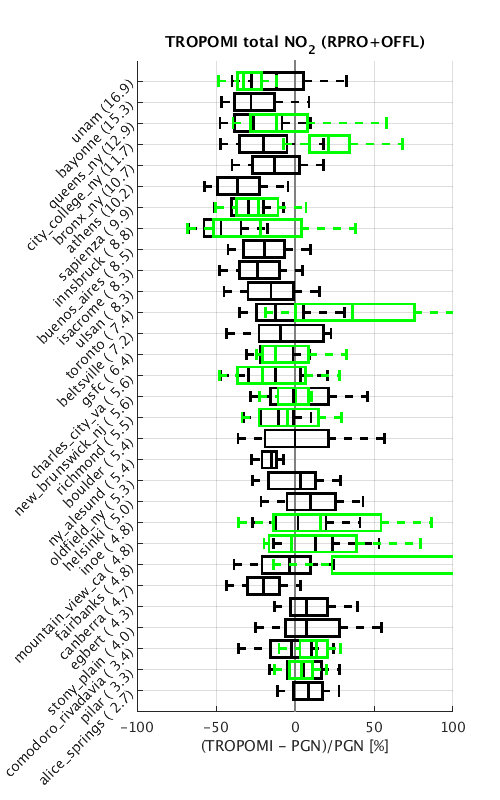 TROPOMI total NO₂ (RPRO+OFFL)
unam (16.9)
bayonne (15.3)
queens_ny (12.9)
city_college_ny (11.7)
bronx_ny (10.7)
athens (10.2)
sapienza ( 9.9)
innsbruck ( 8.8)
buenos_aires ( 8.5)
isacrome ( 8.3)
ulsan ( 8.3)
toronto ( 7.4)
beltsville ( 7.2)
gsfc ( 6.4)
charles_city_va ( 5.6)
new_brunswick_nj ( 5.6)
richmond ( 5.5)
boulder ( 5.4)
ny_alesund ( 5.4)
oldfield_ny ( 5.3)
helsinki ( 5.0)
inoe ( 4.8)
mountain_view_ca ( 4.8)
fairbanks ( 4.8)
canberra ( 4.7)
egbert ( 4.3)
stony_plain ( 4.0)
comodoro_rivadavia ( 3.4)
pilar ( 3.3)
alice_springs ( 2.7)
−100 −50 0 50 100
(TROPOMI − PGN)/PGN [%]